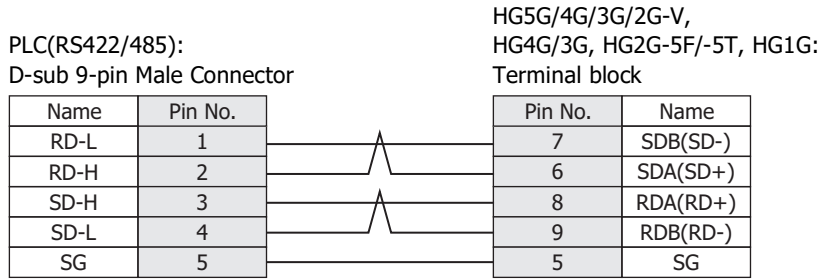 HG5G/4G/3G/2G-V,
PLC(RS422/485): HG4G/3G, HG2G-5F/-5T, HG1G:
D-sub 9-pin Male Connector Terminal block
Name Pin No. Pin No. Name
RD-L 1 7 SDB(SD-)
RD-H 2 6 SDA(SD+)
SD-H 3 8 RDA(RD+)
SD-L 4 9 RDB(RD-)
SG 5 5 SG